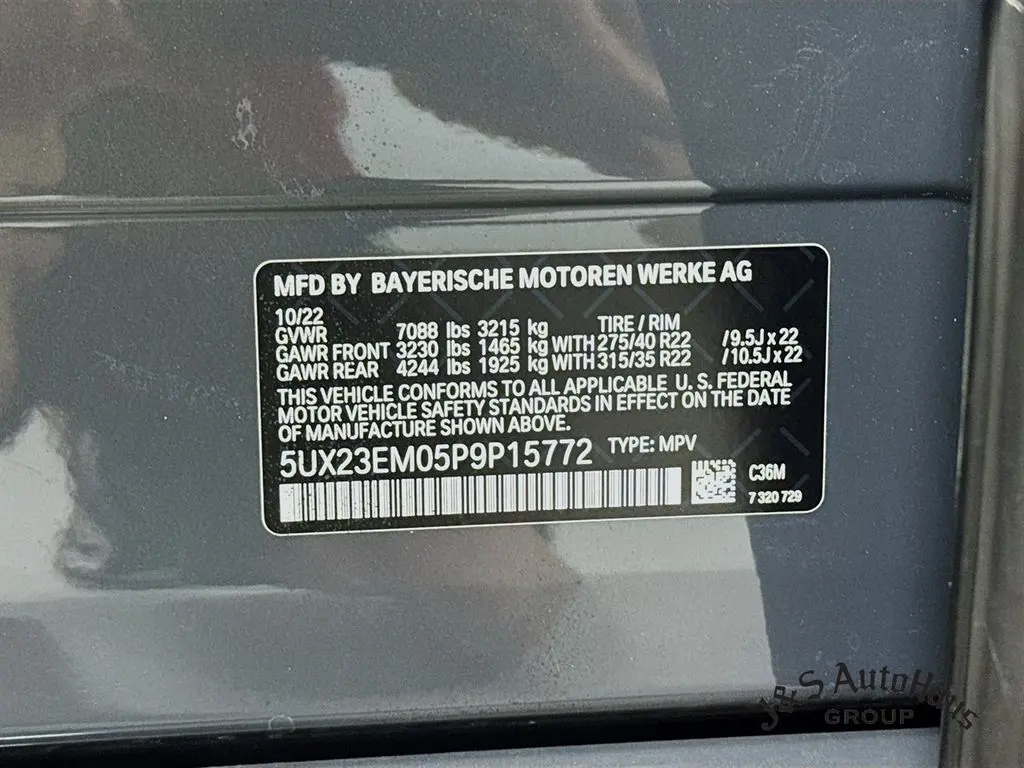 MFD BY BAYERISCHE MOTOREN WERKE AG
10/22
GVWR 7088 lbs 3215 kg TIRE / RIM
GAWR FRONT 3230 lbs 1465 kg WITH 275/40 R22 / 9.5J x 22
GAWR REAR 4244 lbs 1925 kg WITH 315/35 R22 / 10.5J x 22
THIS VEHICLE CONFORMS TO ALL APPLICABLE U. S. FEDERAL
MOTOR VEHICLE SAFETY STANDARDS IN EFFECT ON THE DATE
OF MANUFACTURE SHOWN ABOVE.
5UX23EM05P9P15772 TYPE: MPV
C36M
7 320 729
J&S AutoHaus
GROUP